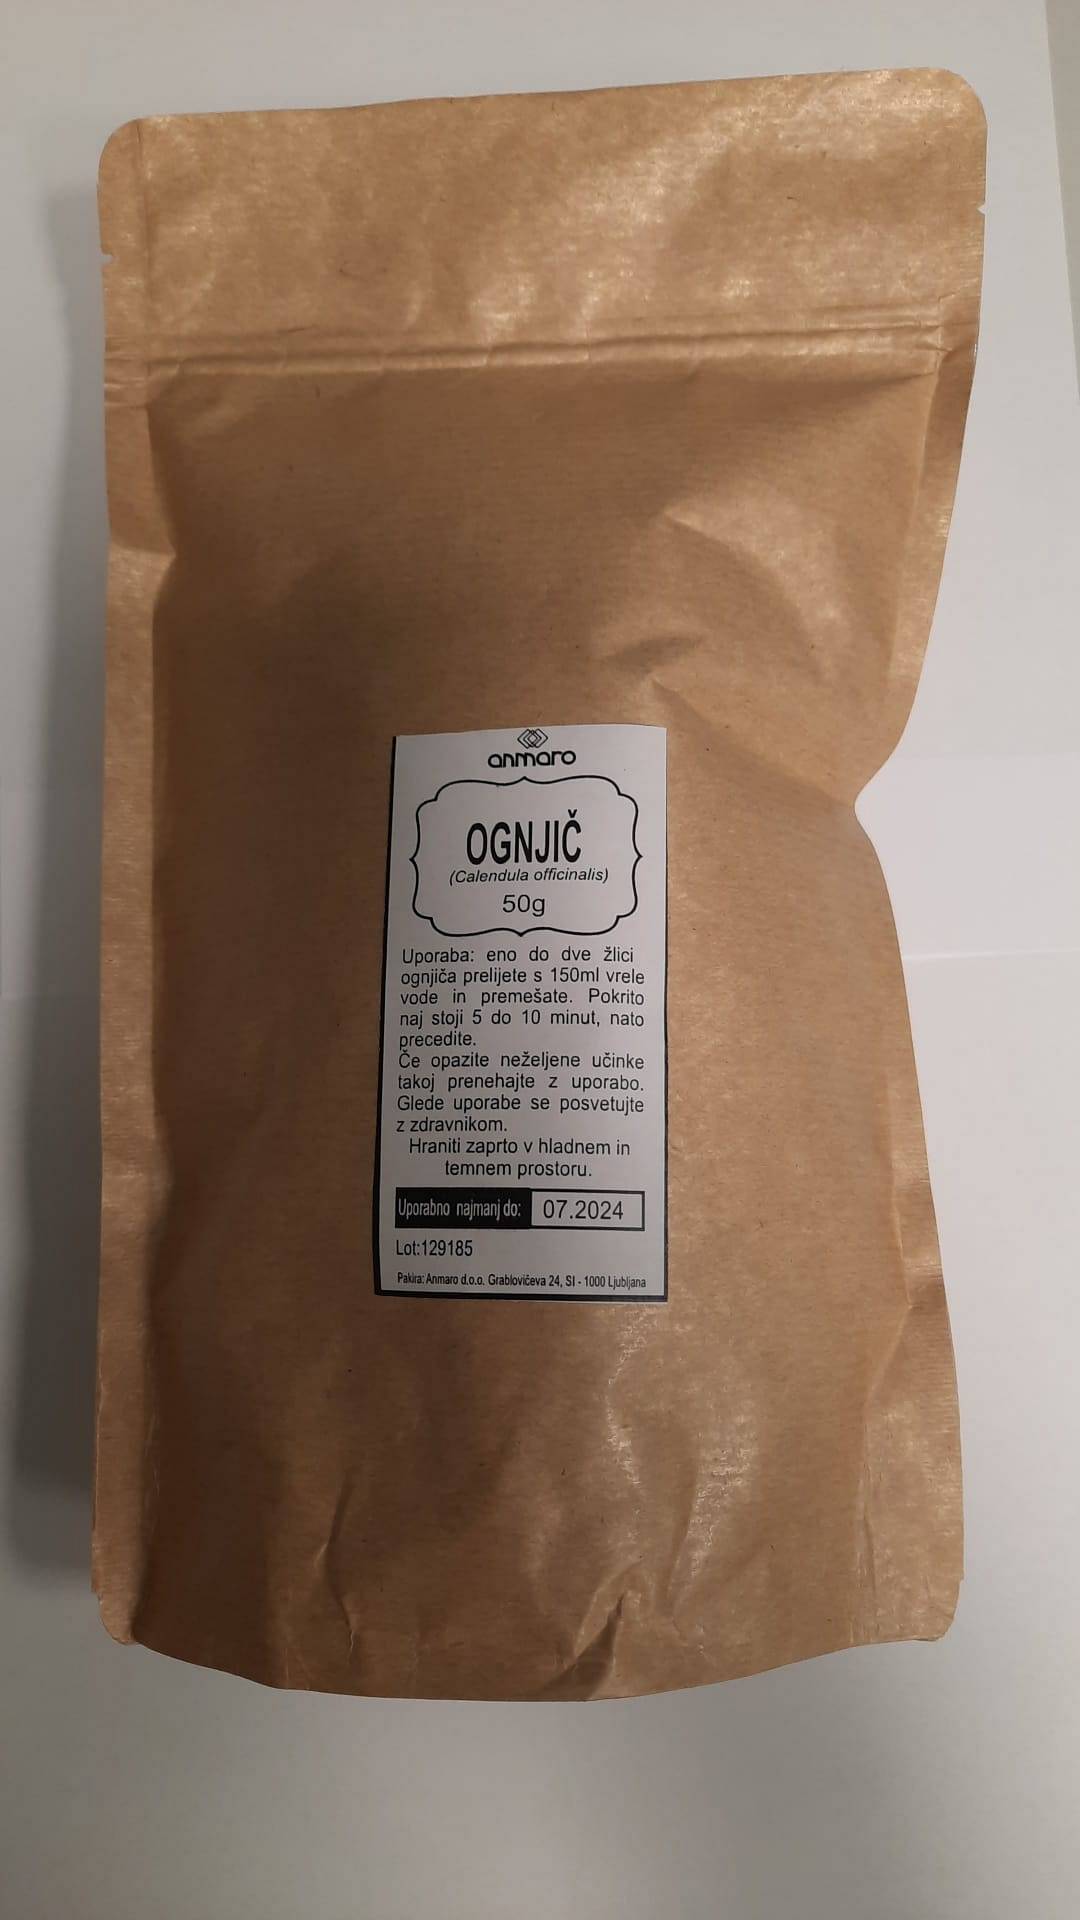 anmaro
OGNJIČ
(Calendula officinalis)
50g
Uporaba: eno do dve žlici
ognjiča prelijete s 150ml vrele
vode in premešate. Pokrito
naj stoji 5 do 10 minut, nato
precedite.
Če opazite neželjene učinke
takoj prenehajte z uporabo.
Glede uporabe se posvetujte
z zdravnikom.
Hraniti zaprto v hladnem in
temnem prostoru.
Uporabno najmanj do: 07.2024
Lot:129185
Pakira: Anmaro d.o.o. Grablovičeva 24, SI - 1000 Ljubljana